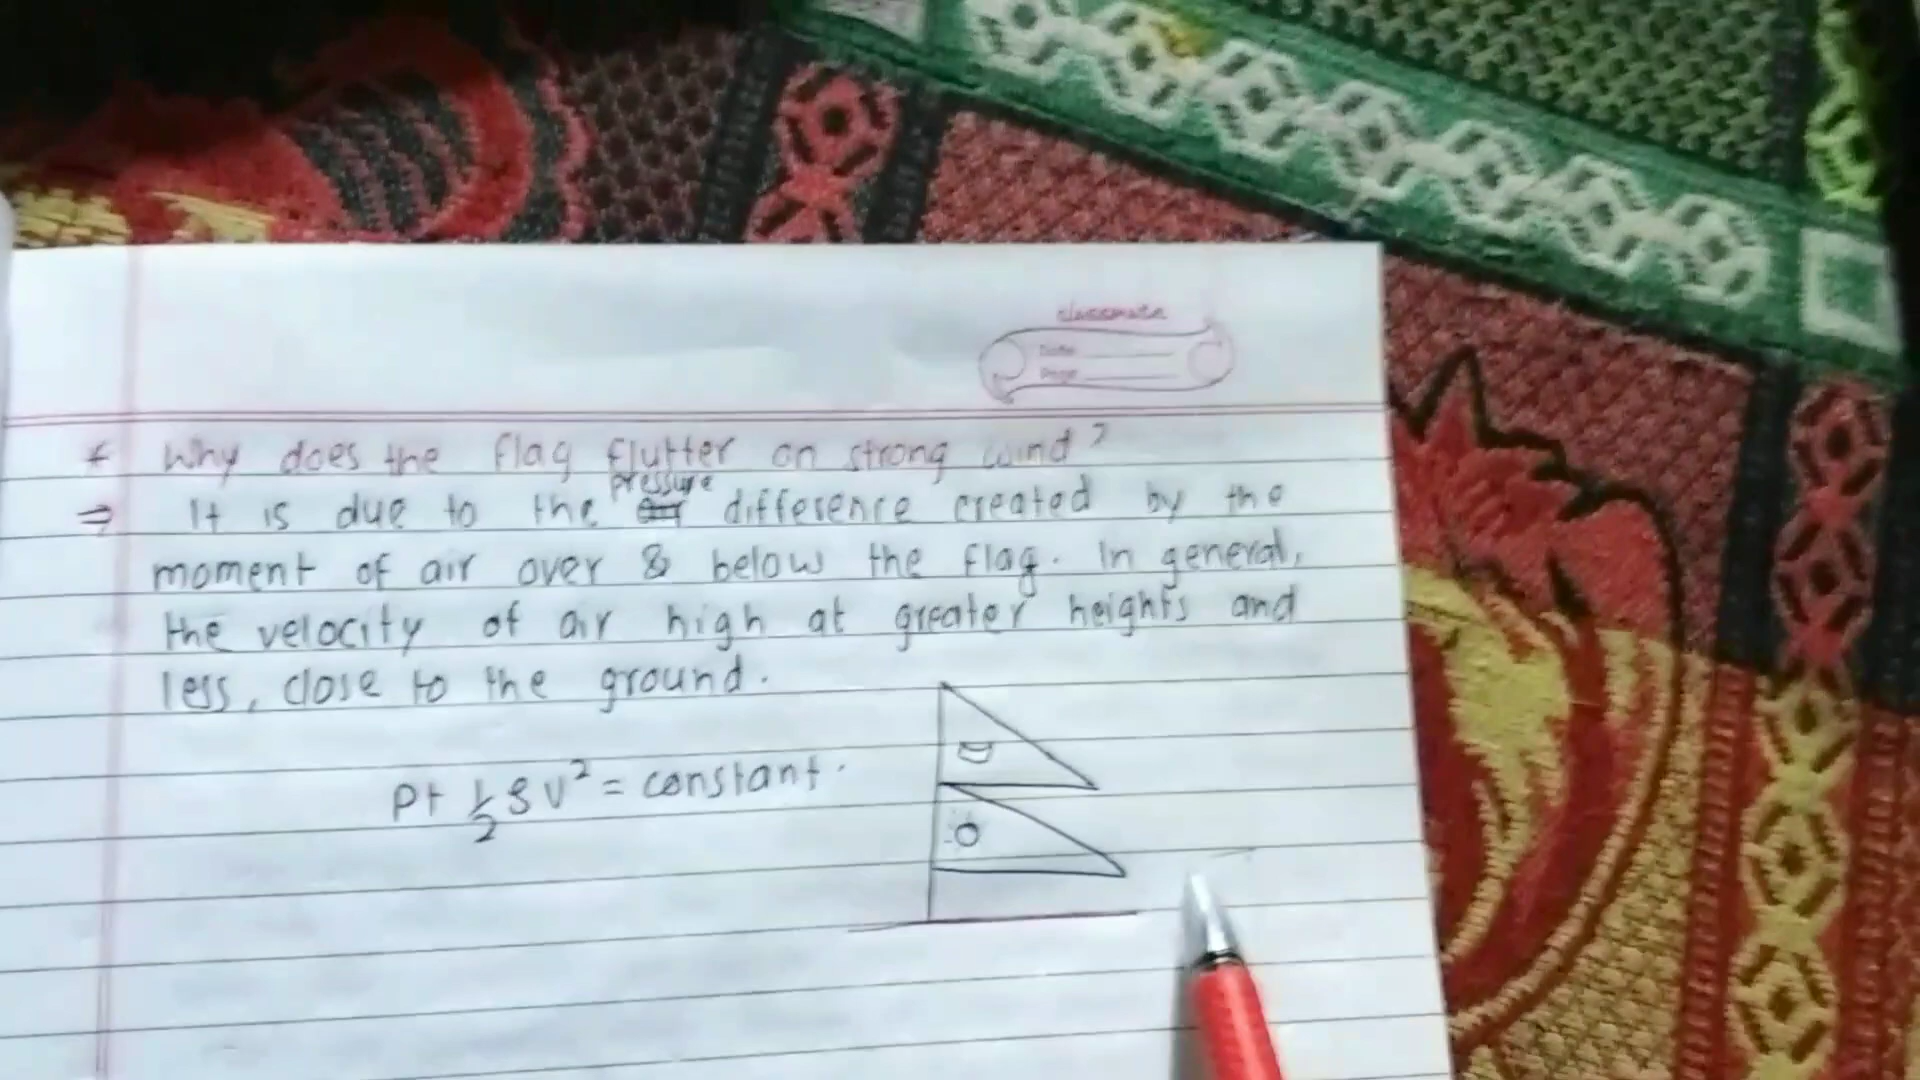 classmate
Date
Page
* Why does the flag flutter on strong wind?
⇒ It is due to the pressure difference created by the
moment of air over & below the flag. In general,
the velocity of air high at greater heights and
less, close to the ground.
P+ 1/2 ρv² = constant.